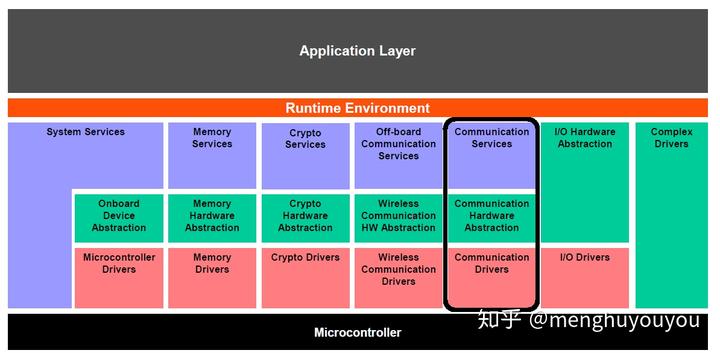 Application Layer
Runtime Environment
System Services
Memory
Services
Crypto
Services
Off-board
Communication
Services
Communication
Services
I/O Hardware
Abstraction
Complex
Drivers
Onboard
Device
Abstraction
Memory
Hardware
Abstraction
Crypto
Hardware
Abstraction
Wireless
Communication
HW Abstraction
Communication
Hardware
Abstraction
Microcontroller
Drivers
Memory
Drivers
Crypto Drivers
Wireless
Communication
Drivers
Communication
Drivers
I/O Drivers
Microcontroller
知乎 @menghuyouyou